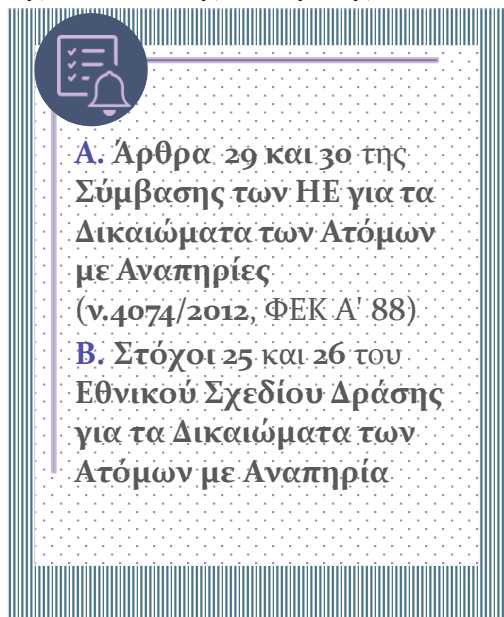 Α. Άρθρα 29 και 30 της
Σύμβασης των ΗΕ για τα
Δικαιώματα των Ατόμων
με Αναπηρίες
(ν.4074/2012, ΦΕΚ Α' 88)
Β. Στόχοι 25 και 26 του
Εθνικού Σχεδίου Δράσης
για τα Δικαιώματα των
Ατόμων με Αναπηρία